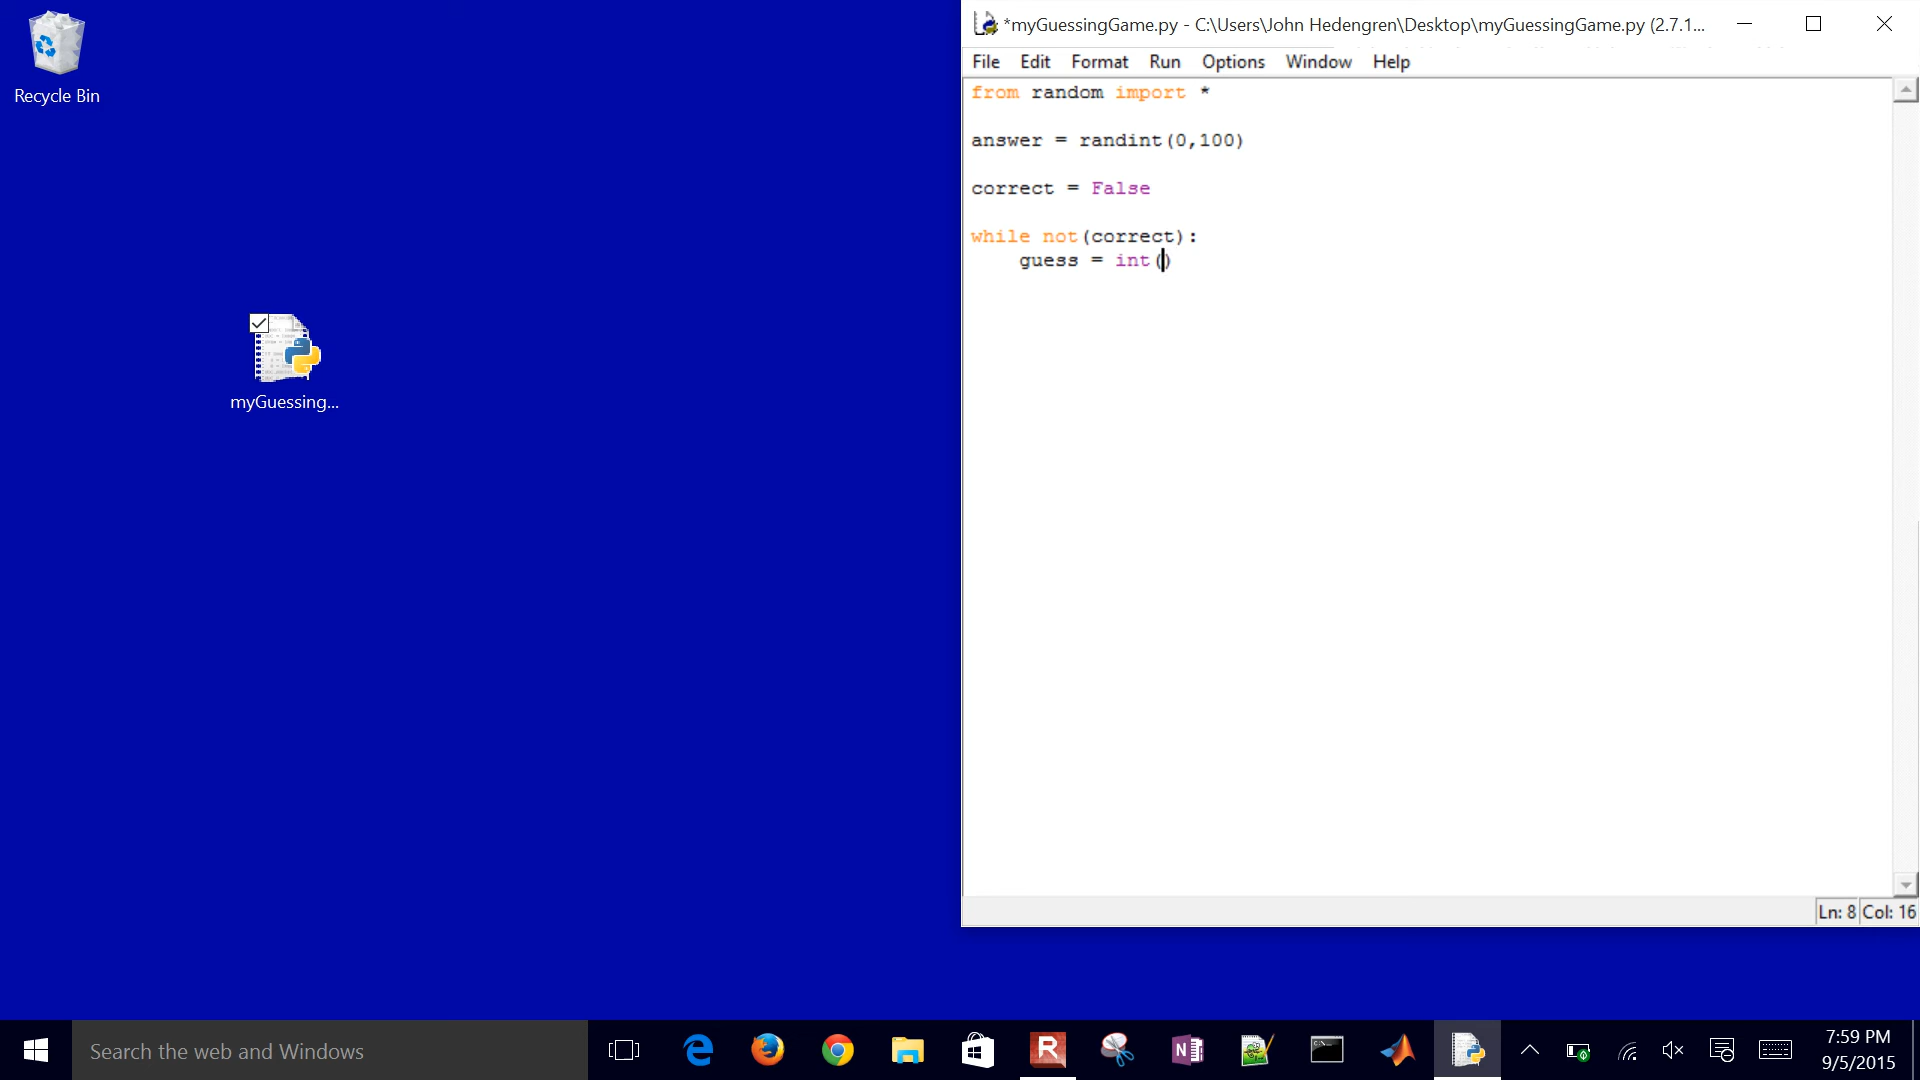 Recycle Bin
myGuessing...
*myGuessingGame.py - C:\Users\John Hedengren\Desktop\myGuessingGame.py (2.7.1...
File Edit Format Run Options Window Help
from random import *
answer = randint(0,100)
correct = False
while not(correct):
    guess = int()
Ln: 8 Col: 16
Search the web and Windows
7:59 PM
9/5/2015